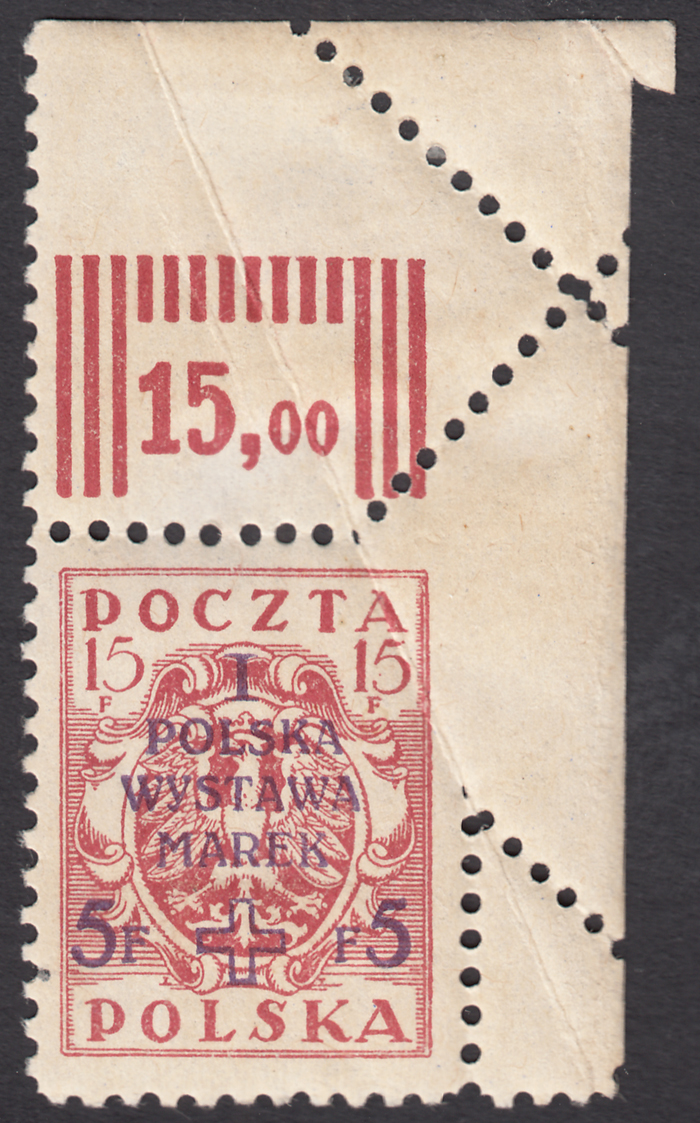 15,00
POCZTA
15 15
F F
I
POLSKA
WYSTAWA
MAREK
5F F5
POLSKA